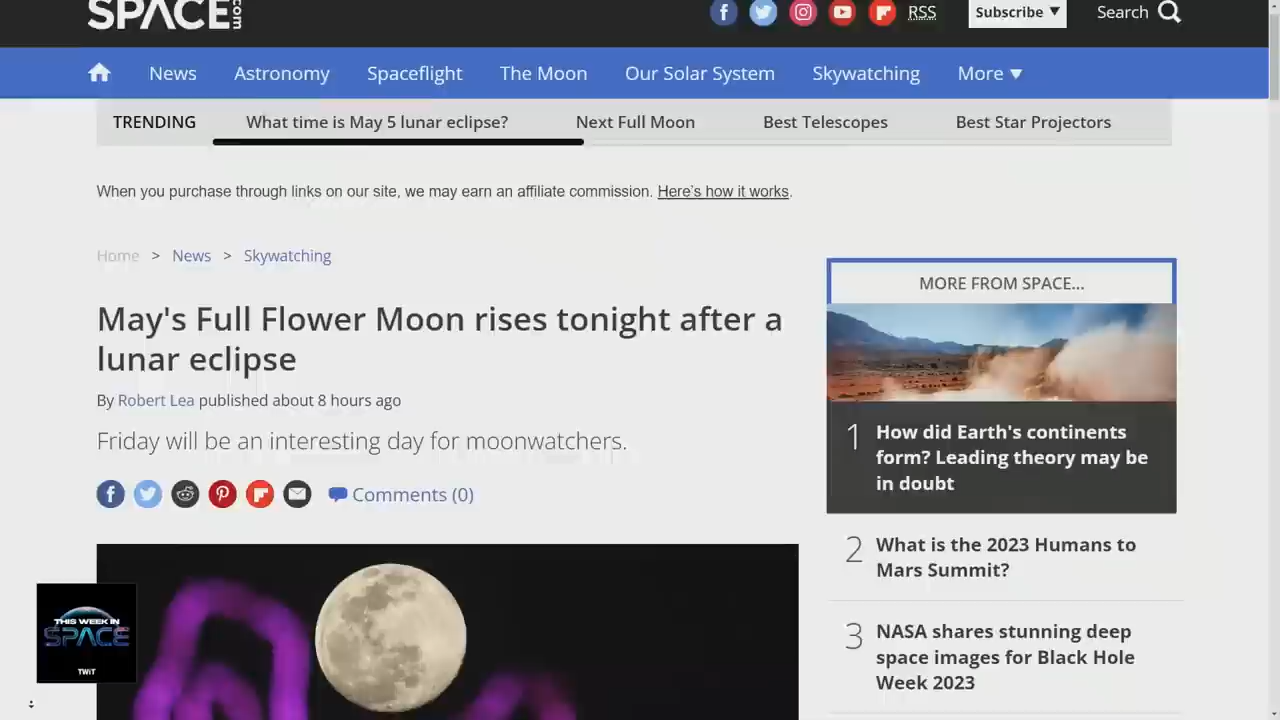 SPACE.com
RSS
Subscribe ▼
Search
News
Astronomy
Spaceflight
The Moon
Our Solar System
Skywatching
More ▼
TRENDING
What time is May 5 lunar eclipse?
Next Full Moon
Best Telescopes
Best Star Projectors
When you purchase through links on our site, we may earn an affiliate commission. Here's how it works.
Home > News > Skywatching
May's Full Flower Moon rises tonight after a
lunar eclipse
By Robert Lea published about 8 hours ago
Friday will be an interesting day for moonwatchers.
Comments (0)
MORE FROM SPACE...
1
How did Earth's continents
form? Leading theory may be
in doubt
2
What is the 2023 Humans to
Mars Summit?
3
NASA shares stunning deep
space images for Black Hole
Week 2023
THIS WEEK IN
SPACE
TWiT